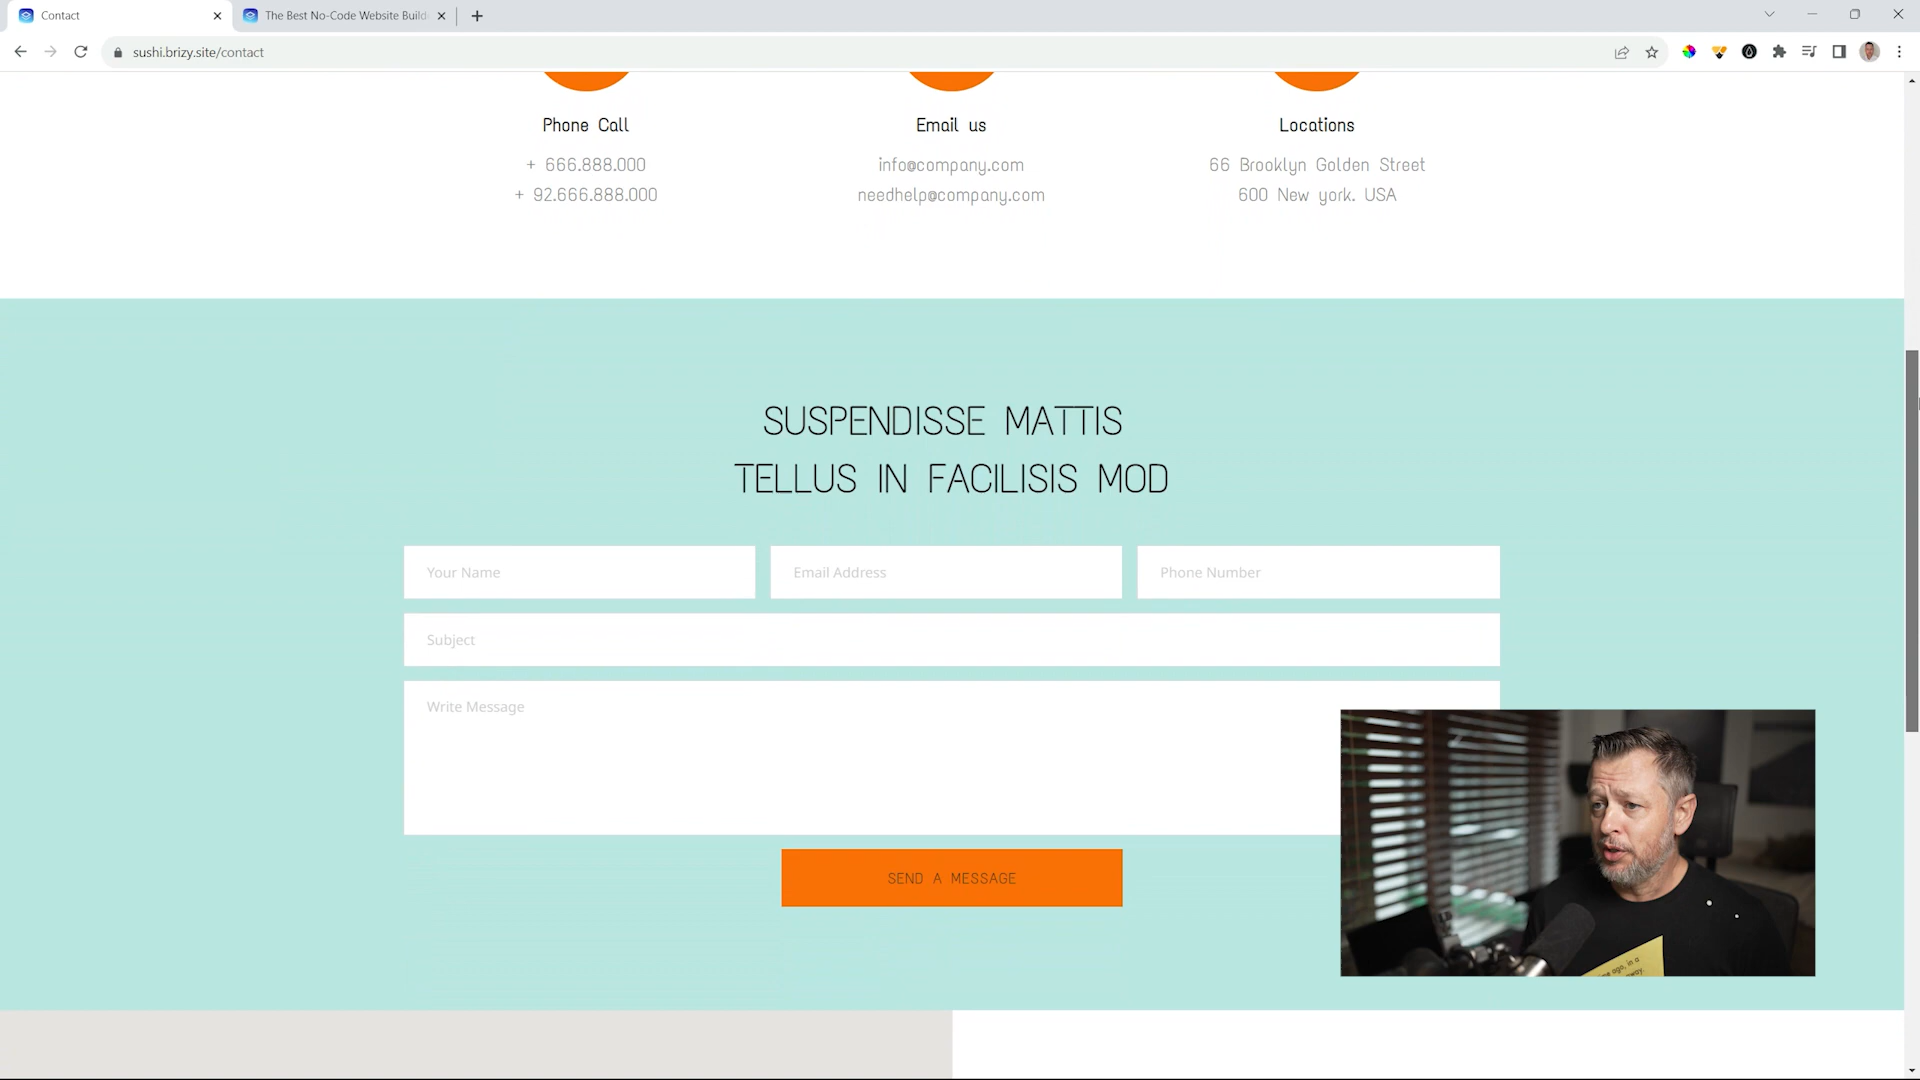 Contact
The Best No-Code Website Build
sushi.brizy.site/contact
Phone Call
Email us
Locations
+ 666.888.000
info@company.com
66 Brooklyn Golden Street
+ 92.666.888.000
needhelp@company.com
600 New york. USA
SUSPENDISSE MATTIS
TELLUS IN FACILISIS MOD
Your Name
Email Address
Phone Number
Subject
Write Message
SEND A MESSAGE
ago, in a